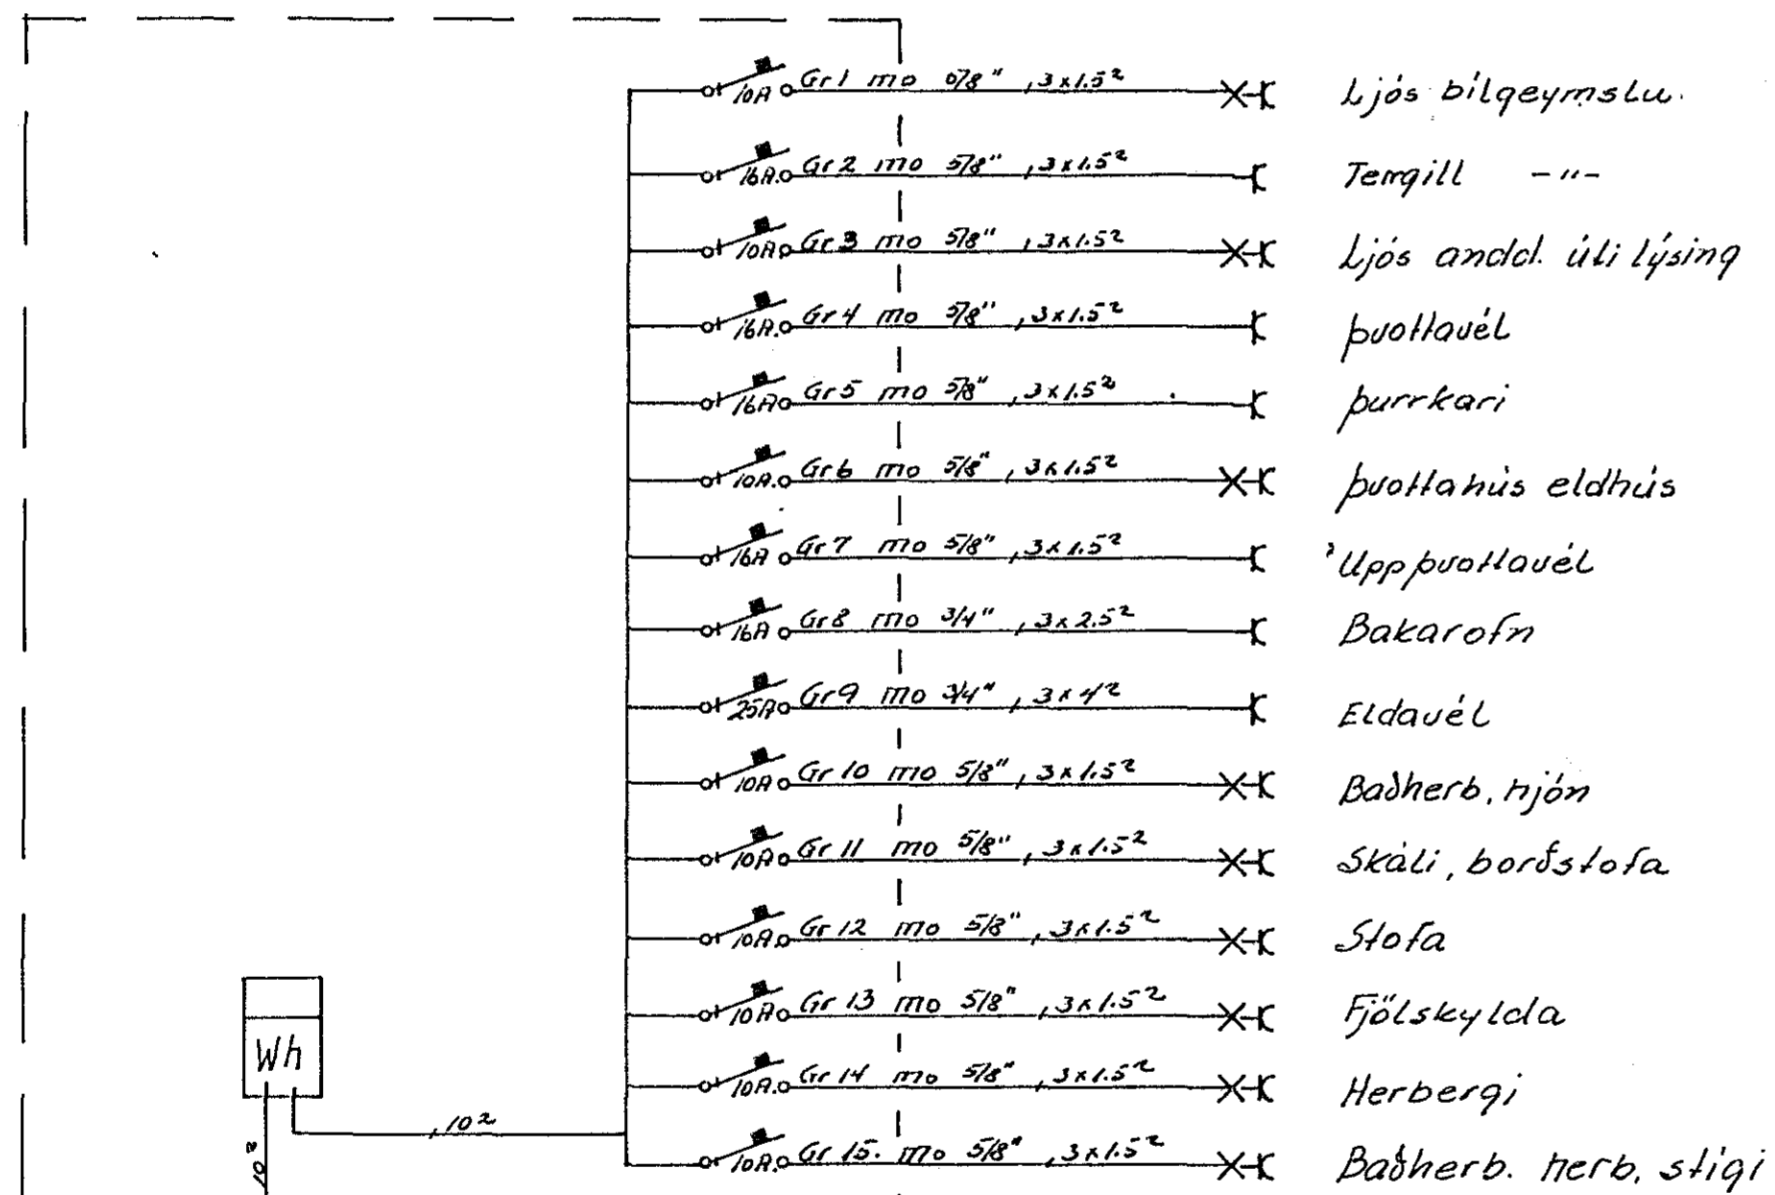 10A Gr 1 mo 5/8" , 3x1.5² Ljós bílgeymslu.
16A. Gr 2 mo 5/8" , 3x1.5² Tengill -"-
10A Gr 3 mo 5/8" , 3x1.5² Ljós andd. úti lýsing
16A. Gr 4 mo 5/8" , 3x1.5² þvottavél
16A Gr 5 mo 5/8" , 3x1.5² þurrkari
10A. Gr 6 mo 5/8" , 3x1.5² þvottahús eldhús
16A Gr 7 mo 5/8" , 3x1.5² Uppþvottavél
16A Gr 8 mo 3/4" , 3x2.5² Bakarofn
25A Gr 9 mo 3/4" , 3x4² Eldavél
10A Gr 10 mo 5/8" , 3x1.5² Baðherb, hjón
10A Gr 11 mo 5/8" , 3x1.5² Skáli, borðstofa
10A. Gr 12 mo 5/8" , 3x1.5² Stofa
10A Gr 13 mo 5/8" , 3x1.5² Fjölskylda
10A. Gr 14 mo 5/8" , 3x1.5² Herbergi
10A. Gr 15. mo 5/8" , 3x1.5² Baðherb. herb, stigi
Wh
, 10²
10²